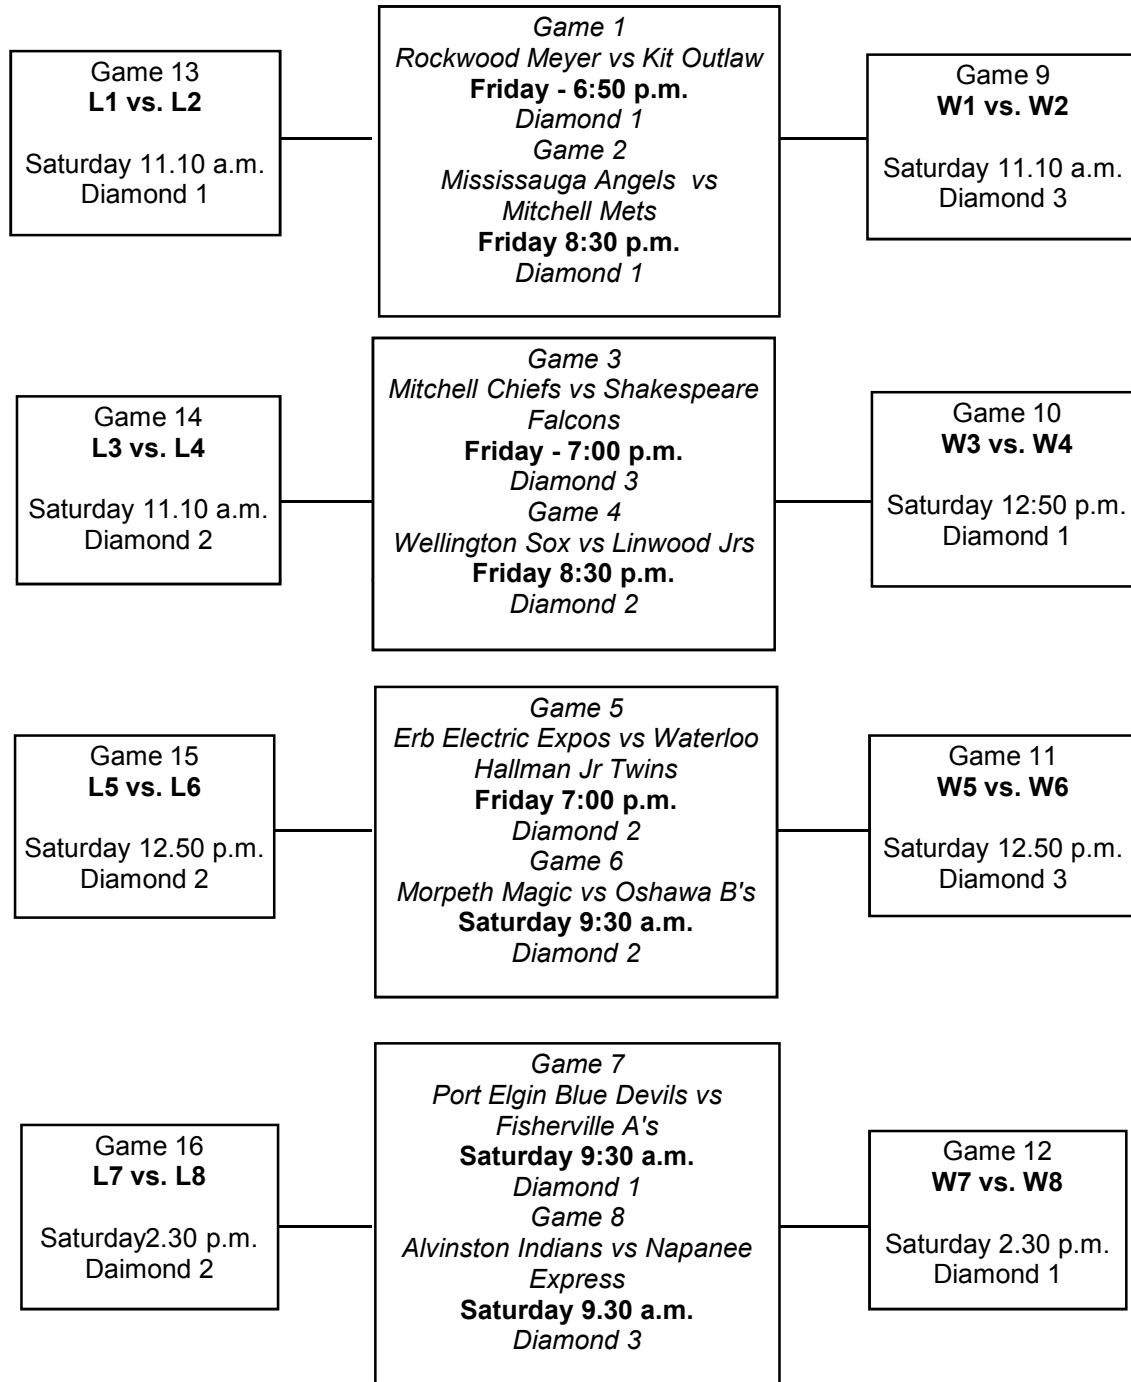 Game 13
L1 vs. L2
Saturday 11.10 a.m.
Diamond 1
Game 1
Rockwood Meyer vs Kit Outlaw
Friday - 6:50 p.m.
Diamond 1
Game 2
Mississauga Angels  vs
Mitchell Mets
Friday 8:30 p.m.
Diamond 1
Game 9
W1 vs. W2
Saturday 11.10 a.m.
Diamond 3
Game 14
L3 vs. L4
Saturday 11.10 a.m.
Diamond 2
Game 3
Mitchell Chiefs vs Shakespeare
Falcons
Friday - 7:00 p.m.
Diamond 3
Game 4
Wellington Sox vs Linwood Jrs
Friday 8:30 p.m.
Diamond 2
Game 10
W3 vs. W4
Saturday 12:50 p.m.
Diamond 1
Game 15
L5 vs. L6
Saturday 12.50 p.m.
Diamond 2
Game 5
Erb Electric Expos vs Waterloo
Hallman Jr Twins
Friday 7:00 p.m.
Diamond 2
Game 6
Morpeth Magic vs Oshawa B's
Saturday 9:30 a.m.
Diamond 2
Game 11
W5 vs. W6
Saturday 12.50 p.m.
Diamond 3
Game 16
L7 vs. L8
Saturday2.30 p.m.
Daimond 2
Game 7
Port Elgin Blue Devils vs
Fisherville A's
Saturday 9:30 a.m.
Diamond 1
Game 8
Alvinston Indians vs Napanee
Express
Saturday 9.30 a.m.
Diamond 3
Game 12
W7 vs. W8
Saturday 2.30 p.m.
Diamond 1